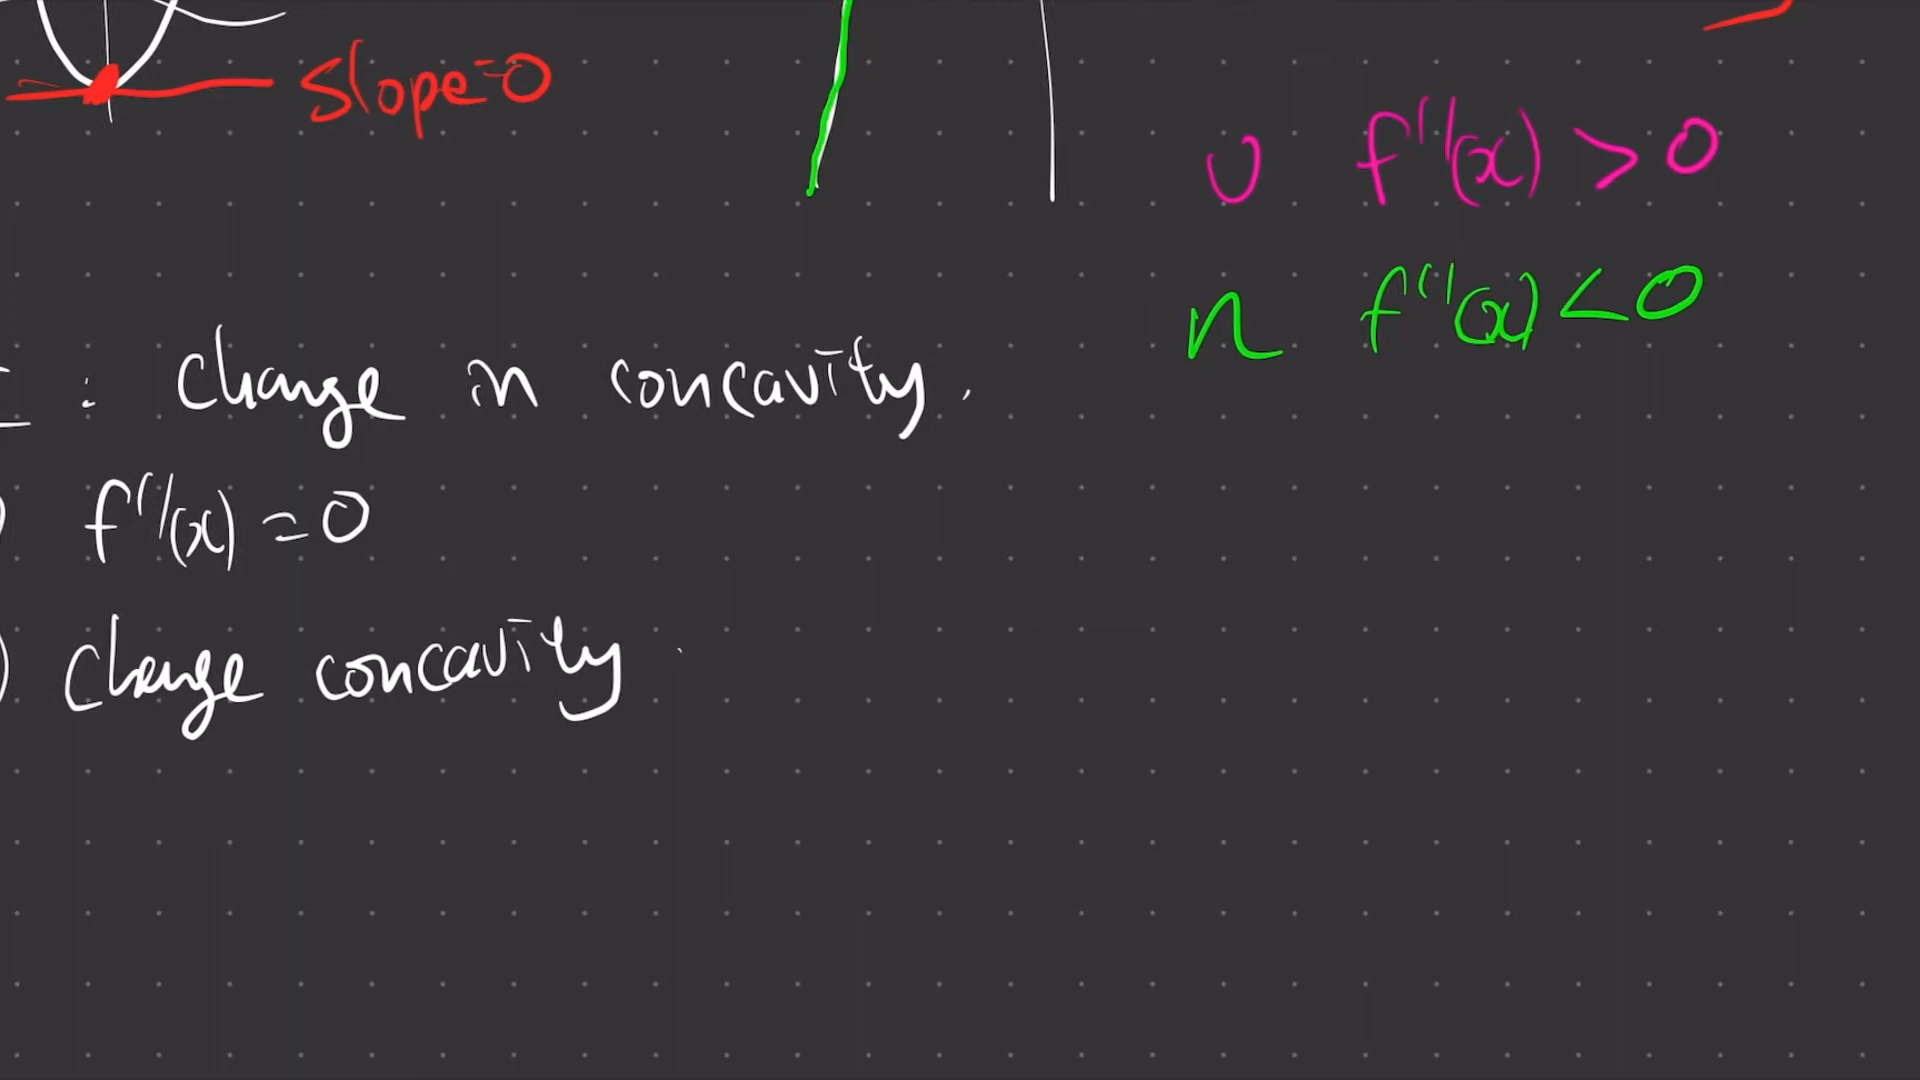 slope=0
∪ f''(x) > 0
∩ f''(x) < 0
: change in concavity.
) f''(x) = 0
) change concavity.